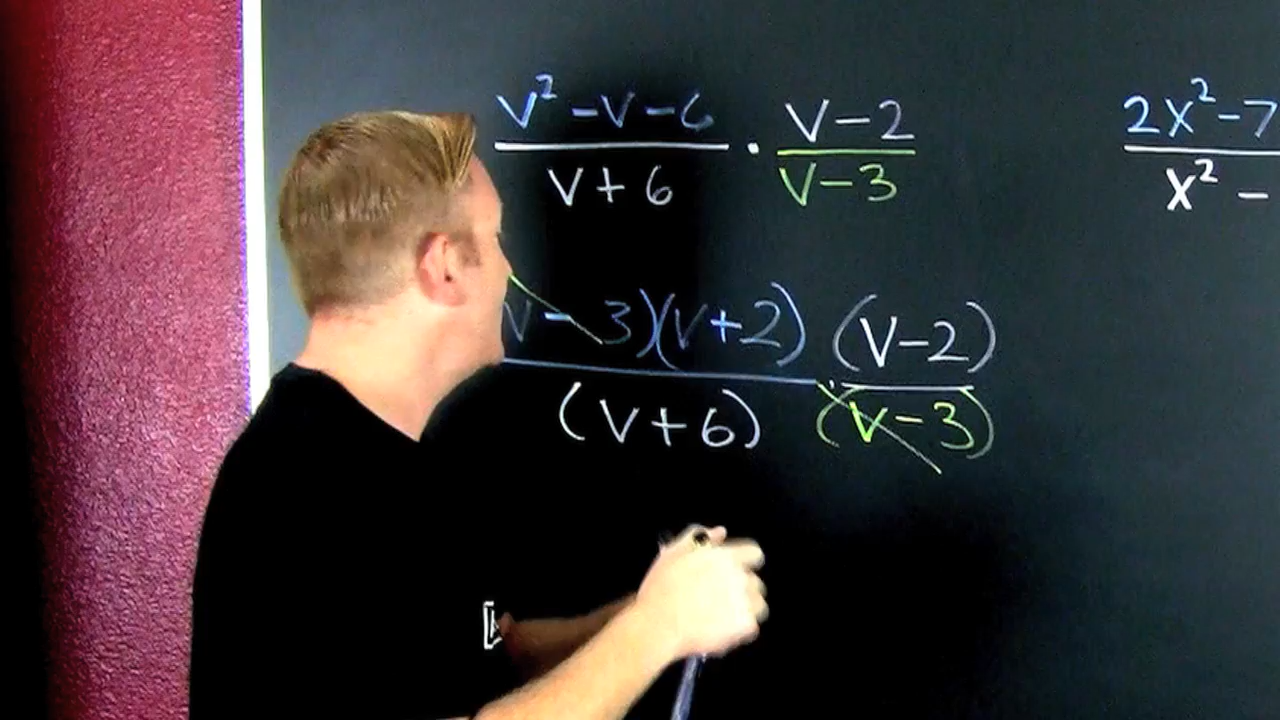 v² - v - 6 / v + 6 · v - 2 / v - 3
v - 3)(v + 2) / (v + 6) · (v - 2) / (v - 3)
2x² - 7 / x² -